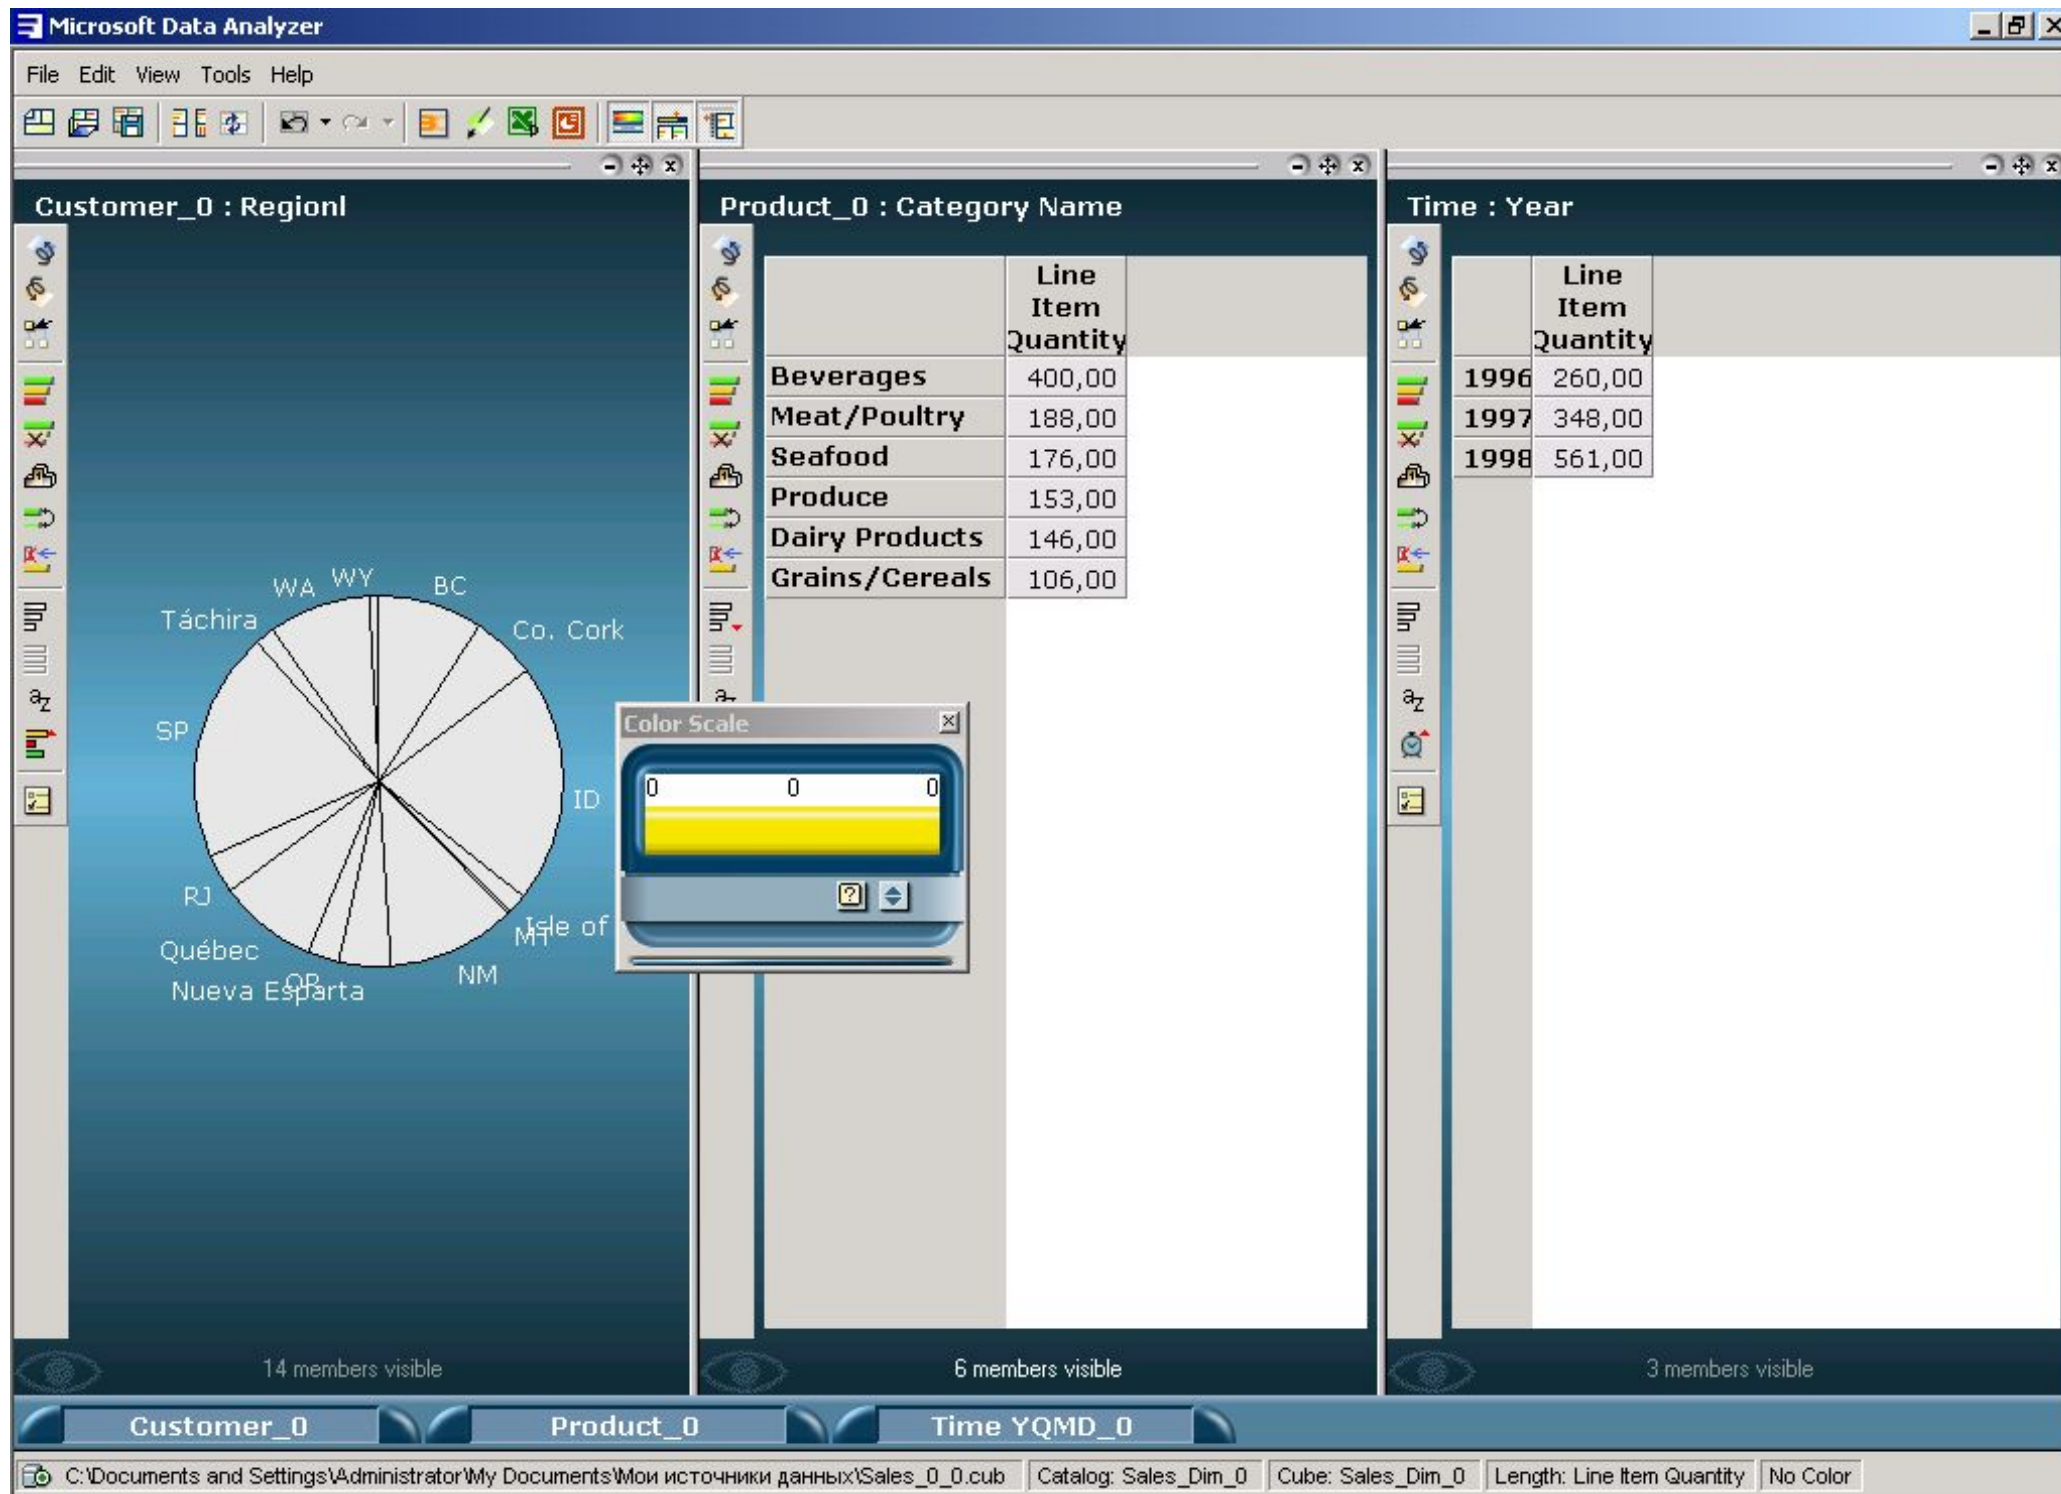 Microsoft Data Analyzer
File Edit View Tools Help
Customer_0 : Regionl
WA WY BC
Táchira
Co. Cork
SP
ID
RJ
Isle of
MT
Québec
OR
NM
Nueva Esparta
14 members visible
Product_0 : Category Name
Line
Item
Quantity
Beverages 400,00
Meat/Poultry 188,00
Seafood 176,00
Produce 153,00
Dairy Products 146,00
Grains/Cereals 106,00
Color Scale
0 0 0
6 members visible
Time : Year
Line
Item
Quantity
1996 260,00
1997 348,00
1998 561,00
3 members visible
Customer_0 Product_0 Time YQMD_0
C:\Documents and Settings\Administrator\My Documents\Мои источники данных\Sales_0_0.cub Catalog: Sales_Dim_0 Cube: Sales_Dim_0 Length: Line Item Quantity No Color